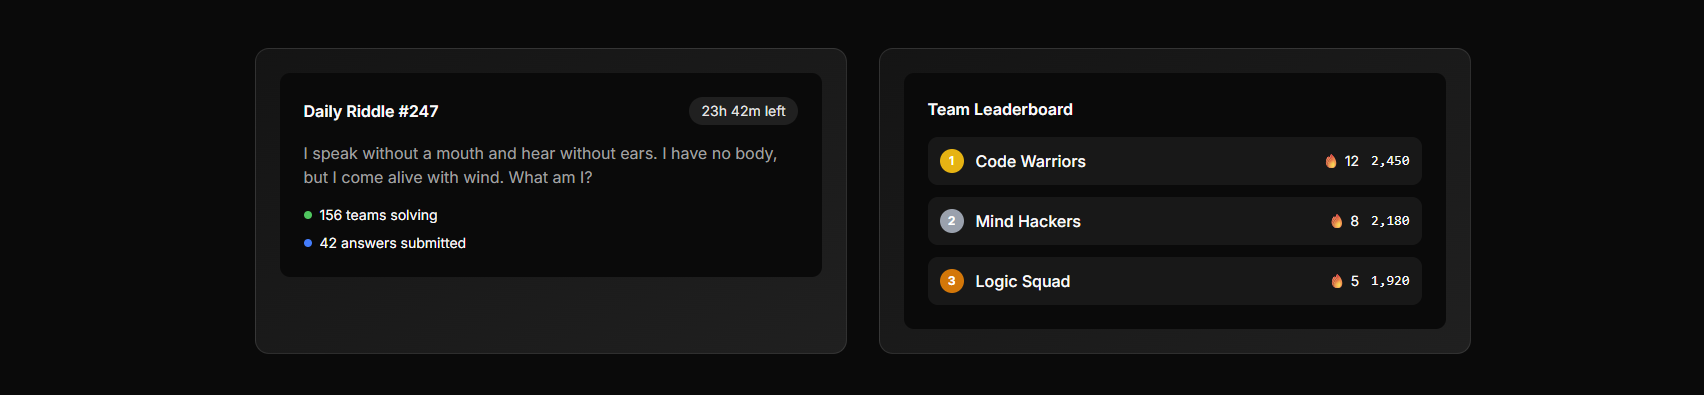 Daily Riddle #247
23h 42m left
I speak without a mouth and hear without ears. I have no body,
but I come alive with wind. What am I?
156 teams solving
42 answers submitted
Team Leaderboard
1 Code Warriors 🔥 12 2,450
2 Mind Hackers 🔥 8 2,180
3 Logic Squad 🔥 5 1,920